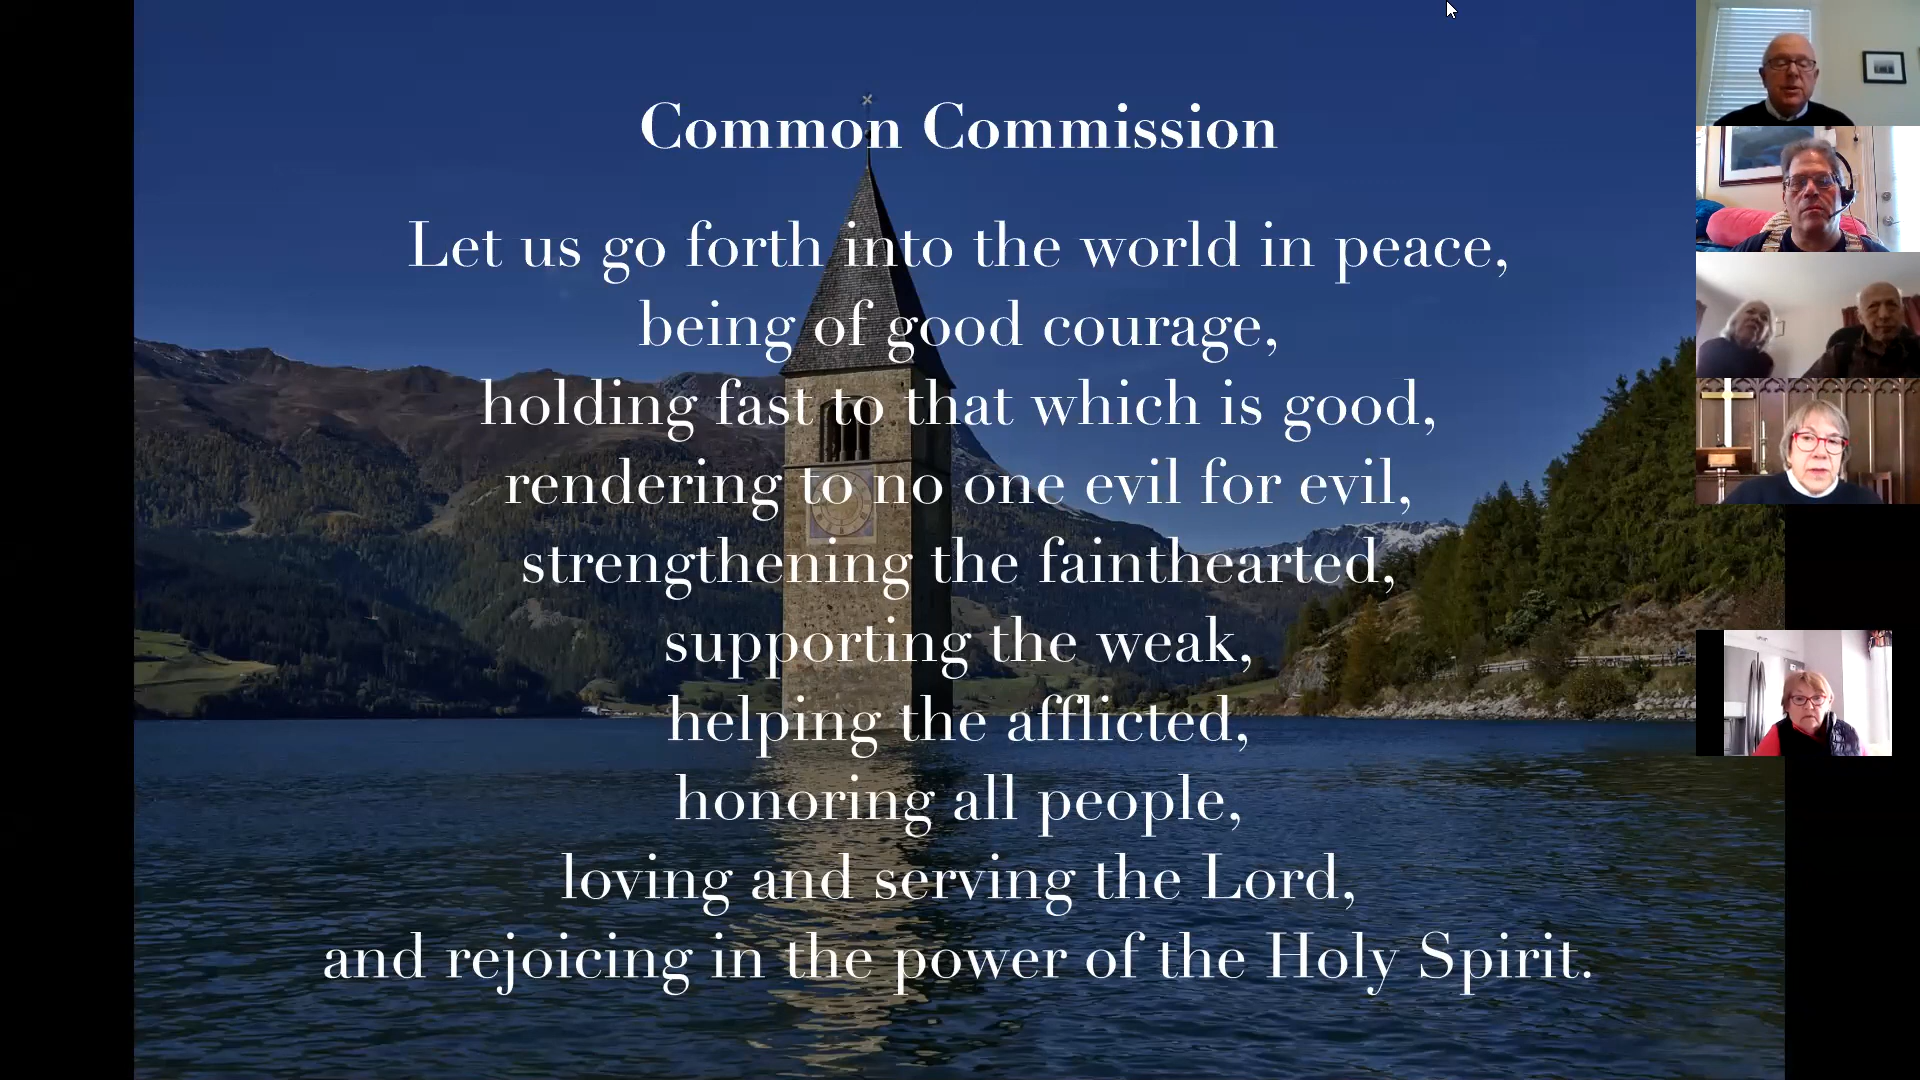 Common Commission
Let us go forth into the world in peace,
being of good courage,
holding fast to that which is good,
rendering to no one evil for evil,
strengthening the fainthearted,
supporting the weak,
helping the afflicted,
honoring all people,
loving and serving the Lord,
and rejoicing in the power of the Holy Spirit.